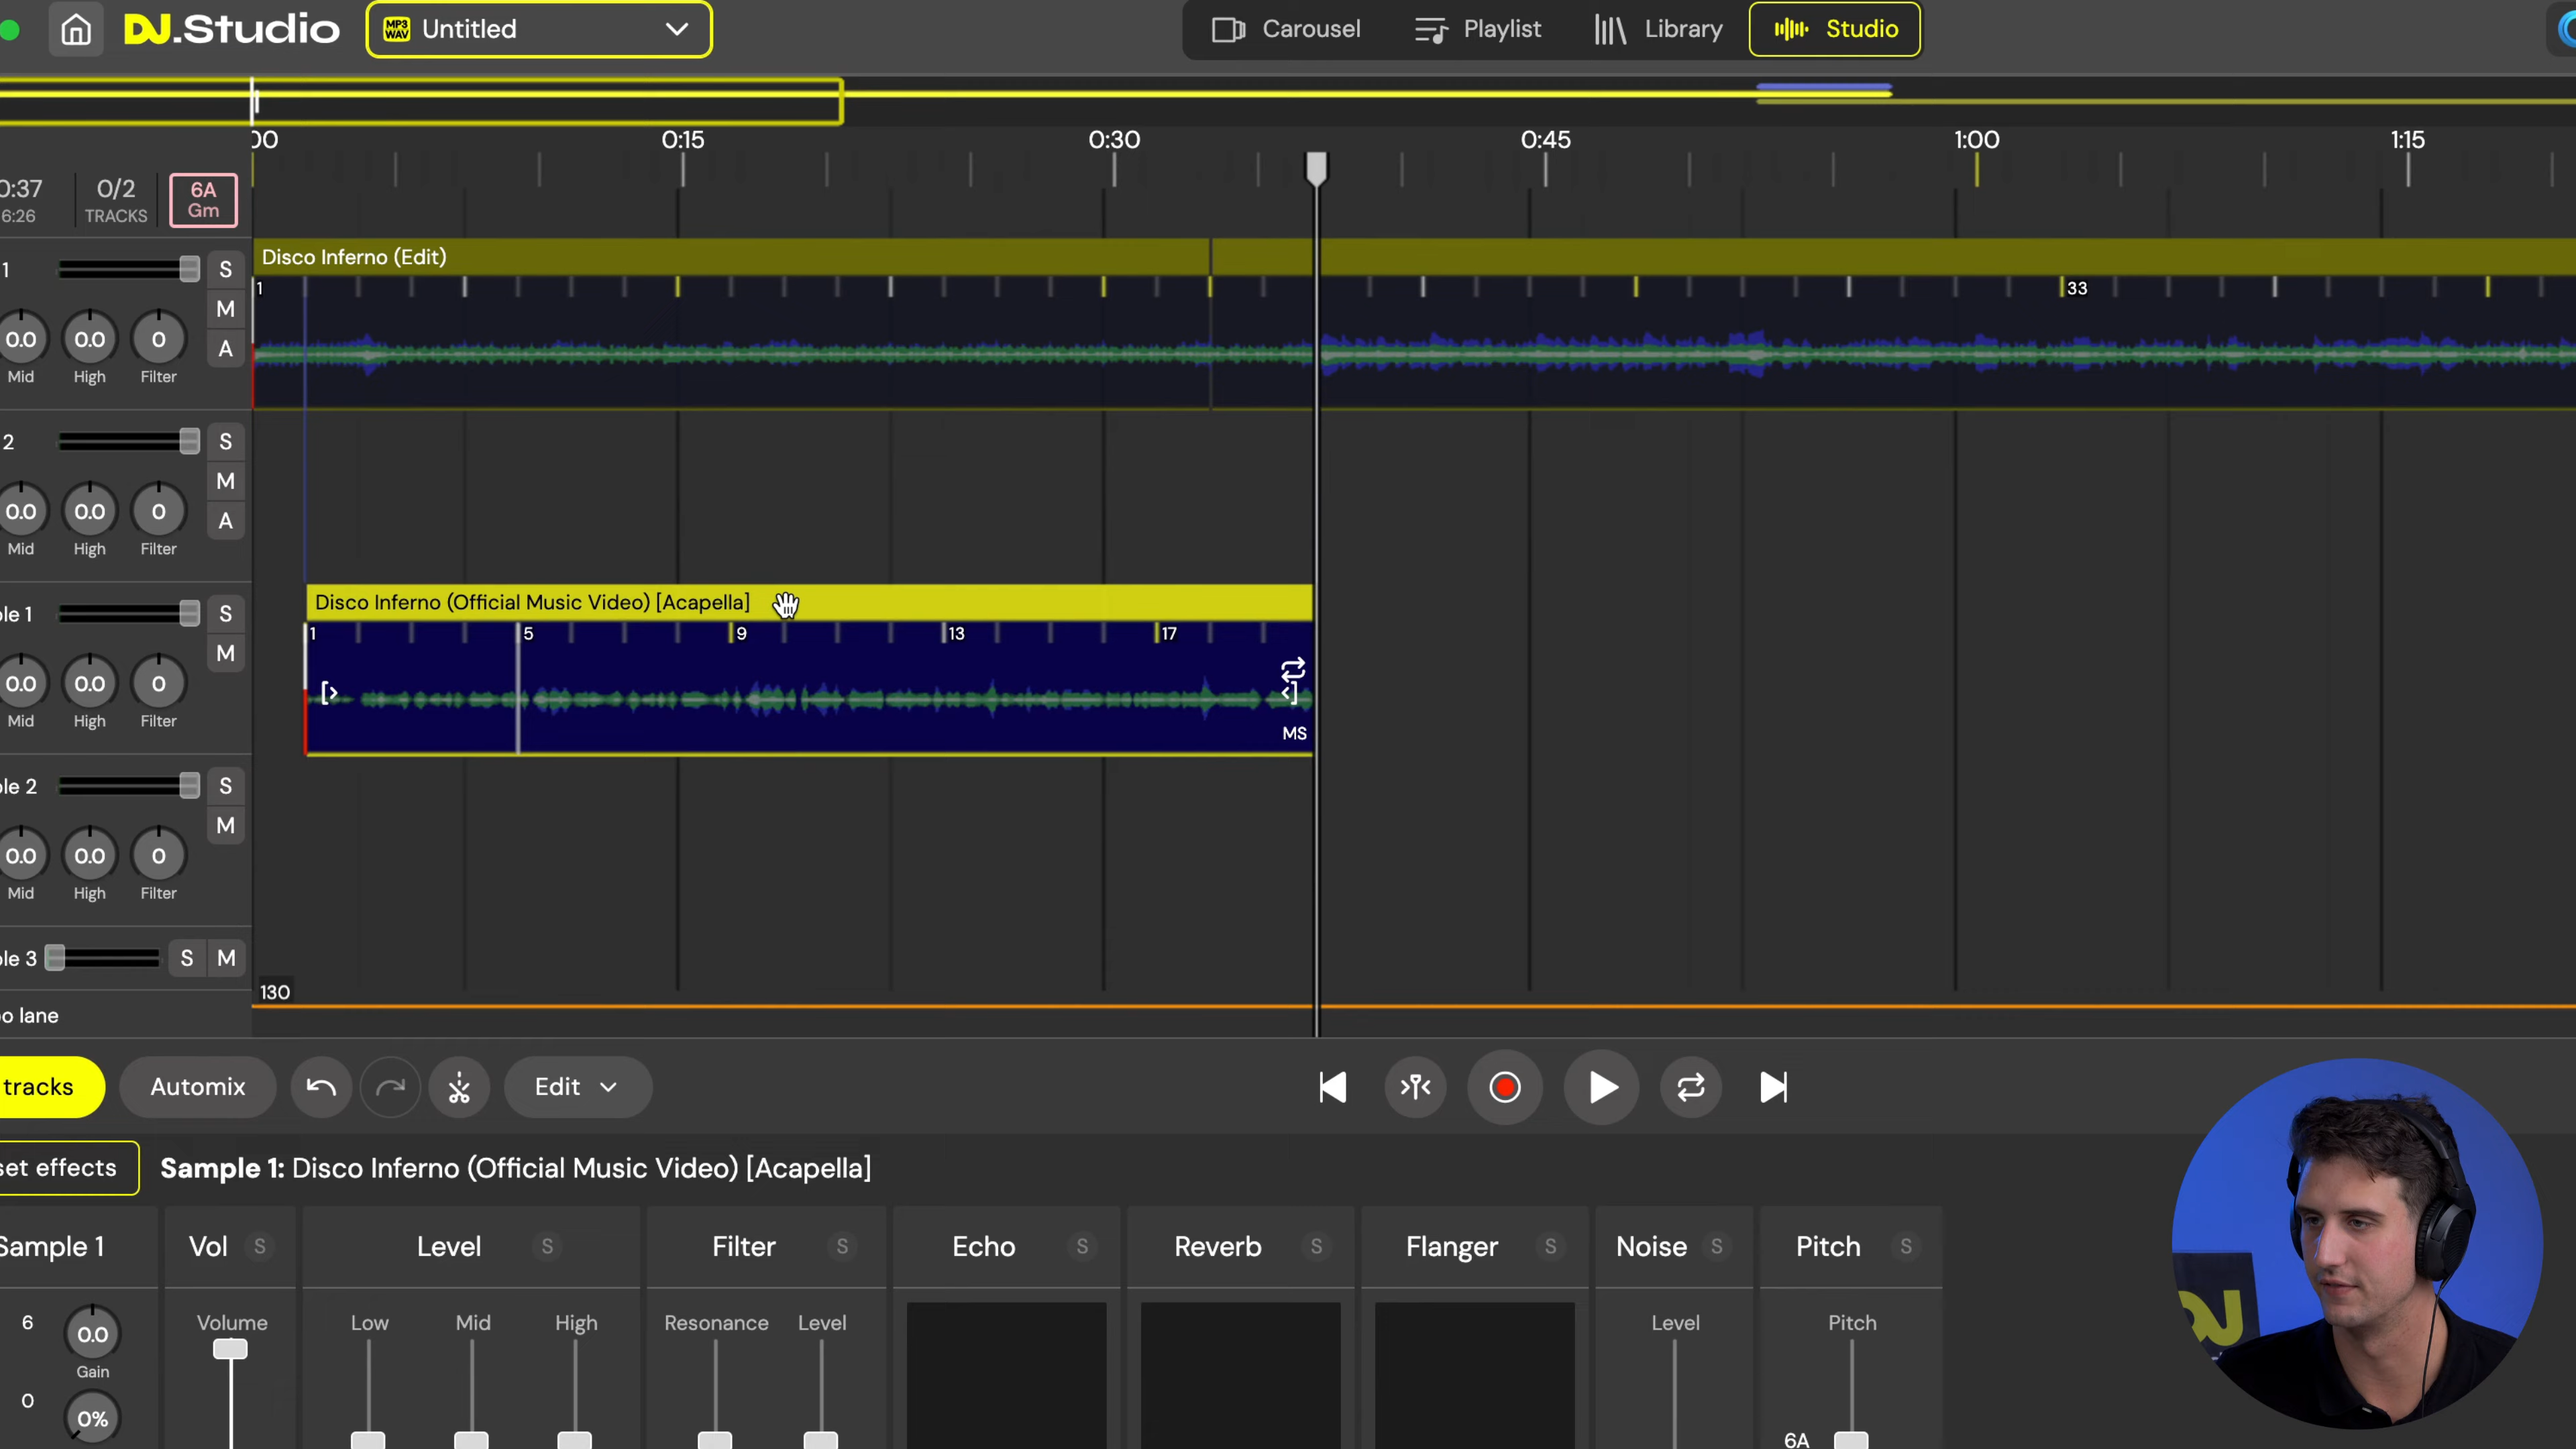 DJ.Studio
MP3 WAV Untitled
Carousel
Playlist
Library
Studio
00 0:15 0:30 0:45 1:00 1:15
0:37
6:26
0/2
TRACKS
6A
Gm
1
S
M
A
0.0 0.0 0
Mid High Filter
Disco Inferno (Edit)
1 33
2
S
M
A
0.0 0.0 0
Mid High Filter
ple 1
S
M
0.0 0.0 0
Mid High Filter
Disco Inferno (Official Music Video) [Acapella]
1 5 9 13 17
MS
ple 2
S
M
0.0 0.0 0
Mid High Filter
ple 3
S M
130
o lane
tracks
Automix
Edit
set effects
Sample 1: Disco Inferno (Official Music Video) [Acapella]
Sample 1
Vol S
Level S
Filter S
Echo S
Reverb S
Flanger S
Noise S
Pitch S
6
0.0
Gain
0
0%
Volume
Low Mid High
Resonance Level
Level
Pitch
6A
DJ